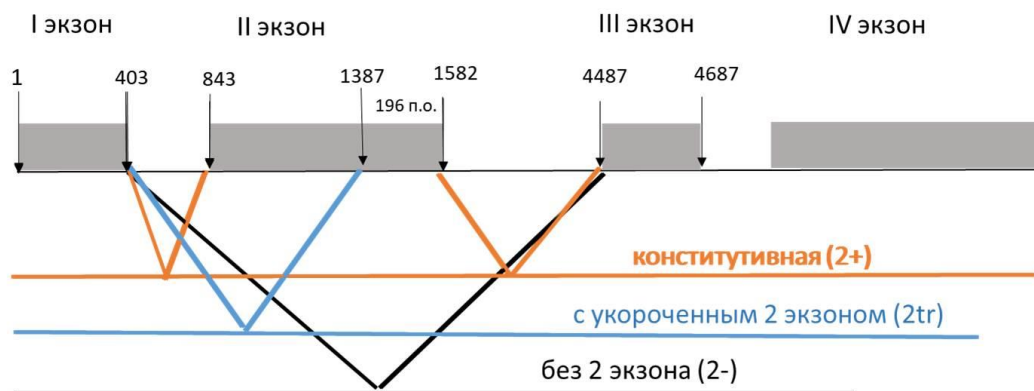 I экзон
II экзон
III экзон
IV экзон
1
403
843
1387
1582
4487
4687
196 п.о.
конститутивная (2+)
с укороченным 2 экзоном (2tr)
без 2 экзона (2-)